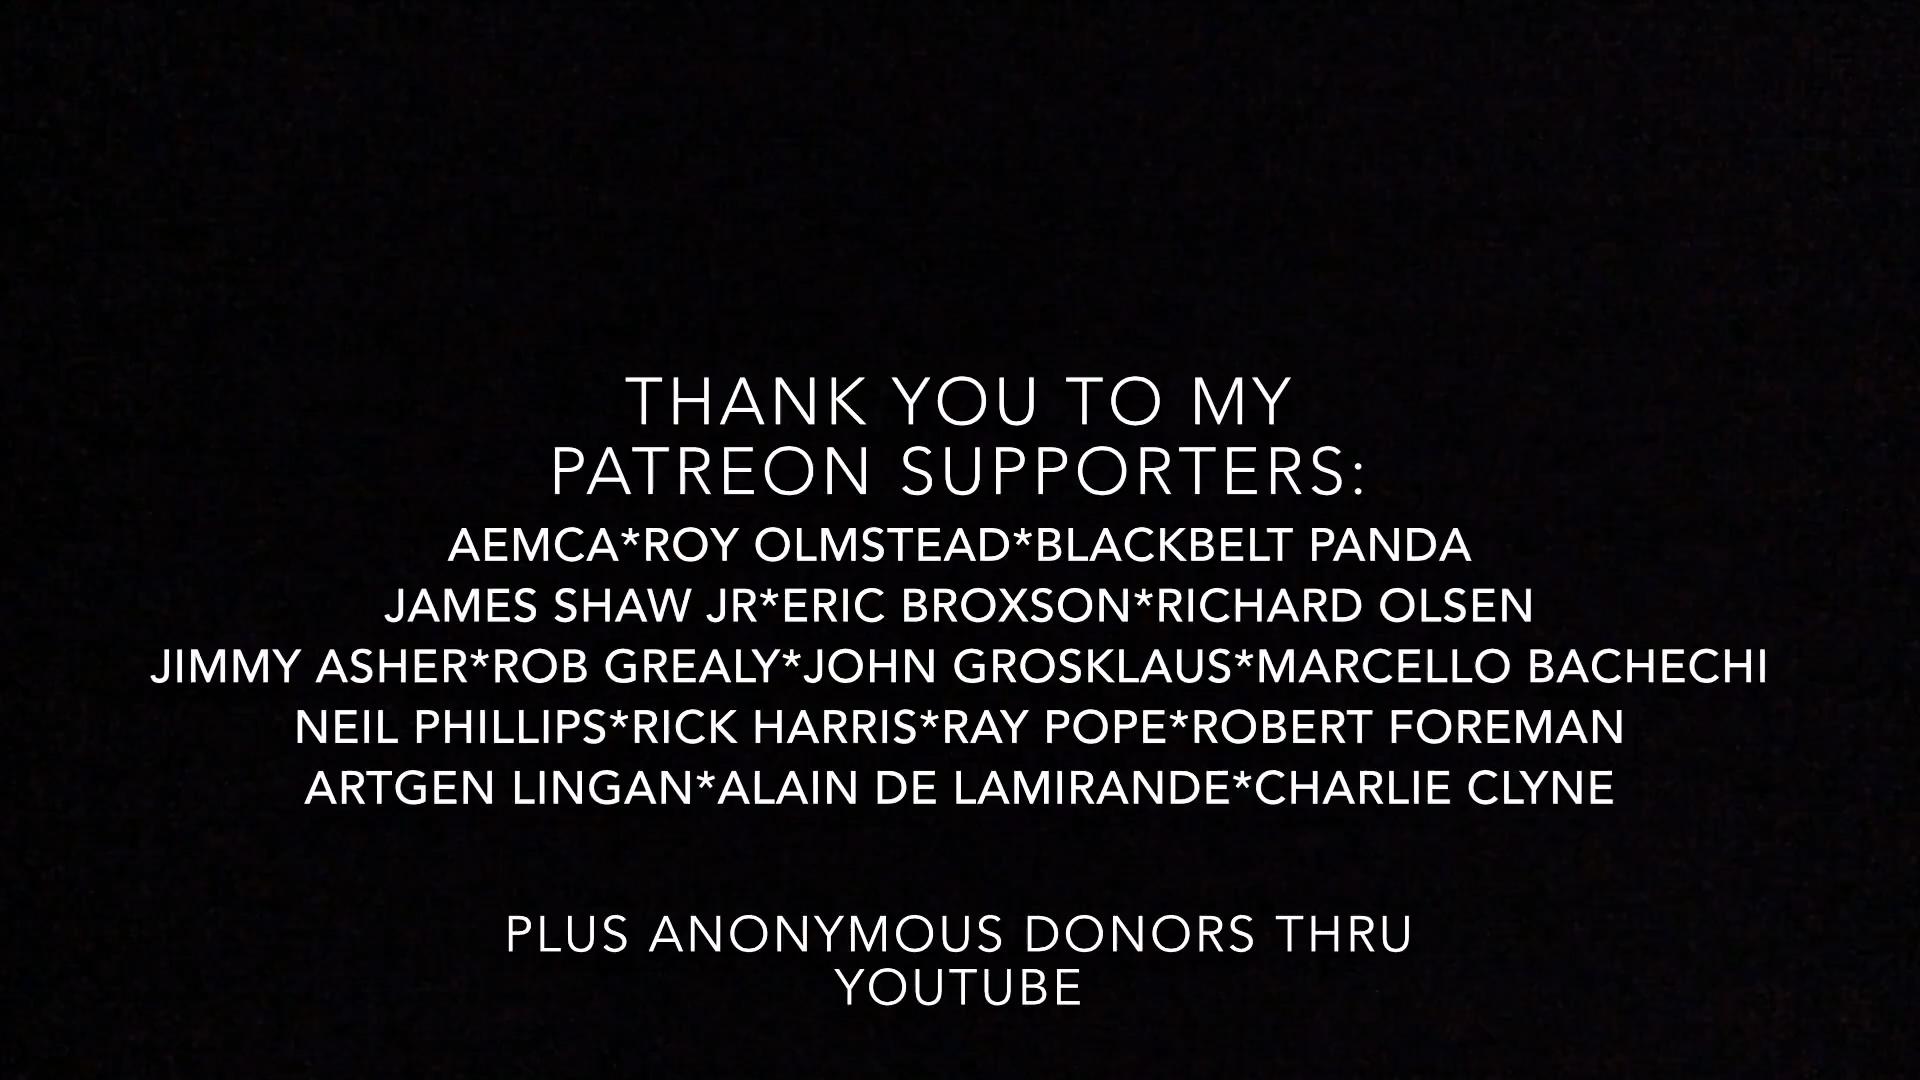 THANK YOU TO MY
PATREON SUPPORTERS:
AEMCA*ROY OLMSTEAD*BLACKBELT PANDA
JAMES SHAW JR*ERIC BROXSON*RICHARD OLSEN
JIMMY ASHER*ROB GREALY*JOHN GROSKLAUS*MARCELLO BACHECHI
NEIL PHILLIPS*RICK HARRIS*RAY POPE*ROBERT FOREMAN
ARTGEN LINGAN*ALAIN DE LAMIRANDE*CHARLIE CLYNE
PLUS ANONYMOUS DONORS THRU
YOUTUBE